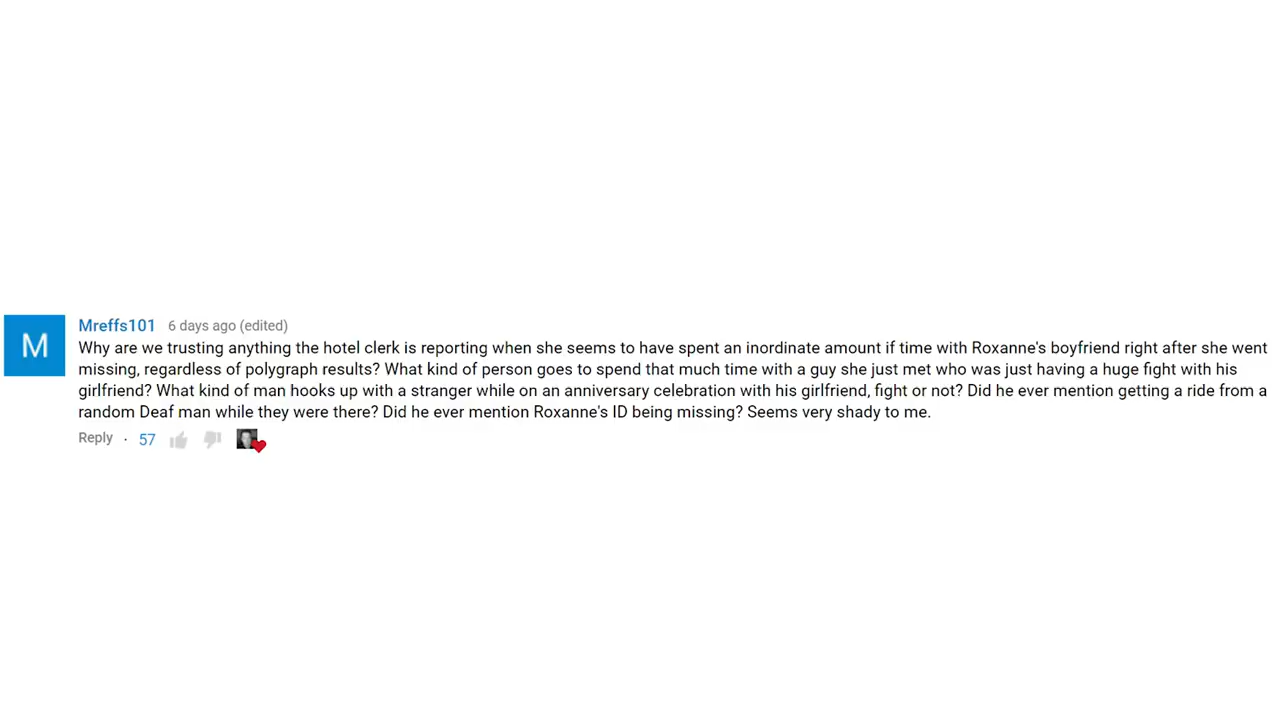 M
Mreffs101 6 days ago (edited)
Why are we trusting anything the hotel clerk is reporting when she seems to have spent an inordinate amount if time with Roxanne's boyfriend right after she went
missing, regardless of polygraph results? What kind of person goes to spend that much time with a guy she just met who was just having a huge fight with his
girlfriend? What kind of man hooks up with a stranger while on an anniversary celebration with his girlfriend, fight or not? Did he ever mention getting a ride from a
random Deaf man while they were there? Did he ever mention Roxanne's ID being missing? Seems very shady to me.
Reply · 57